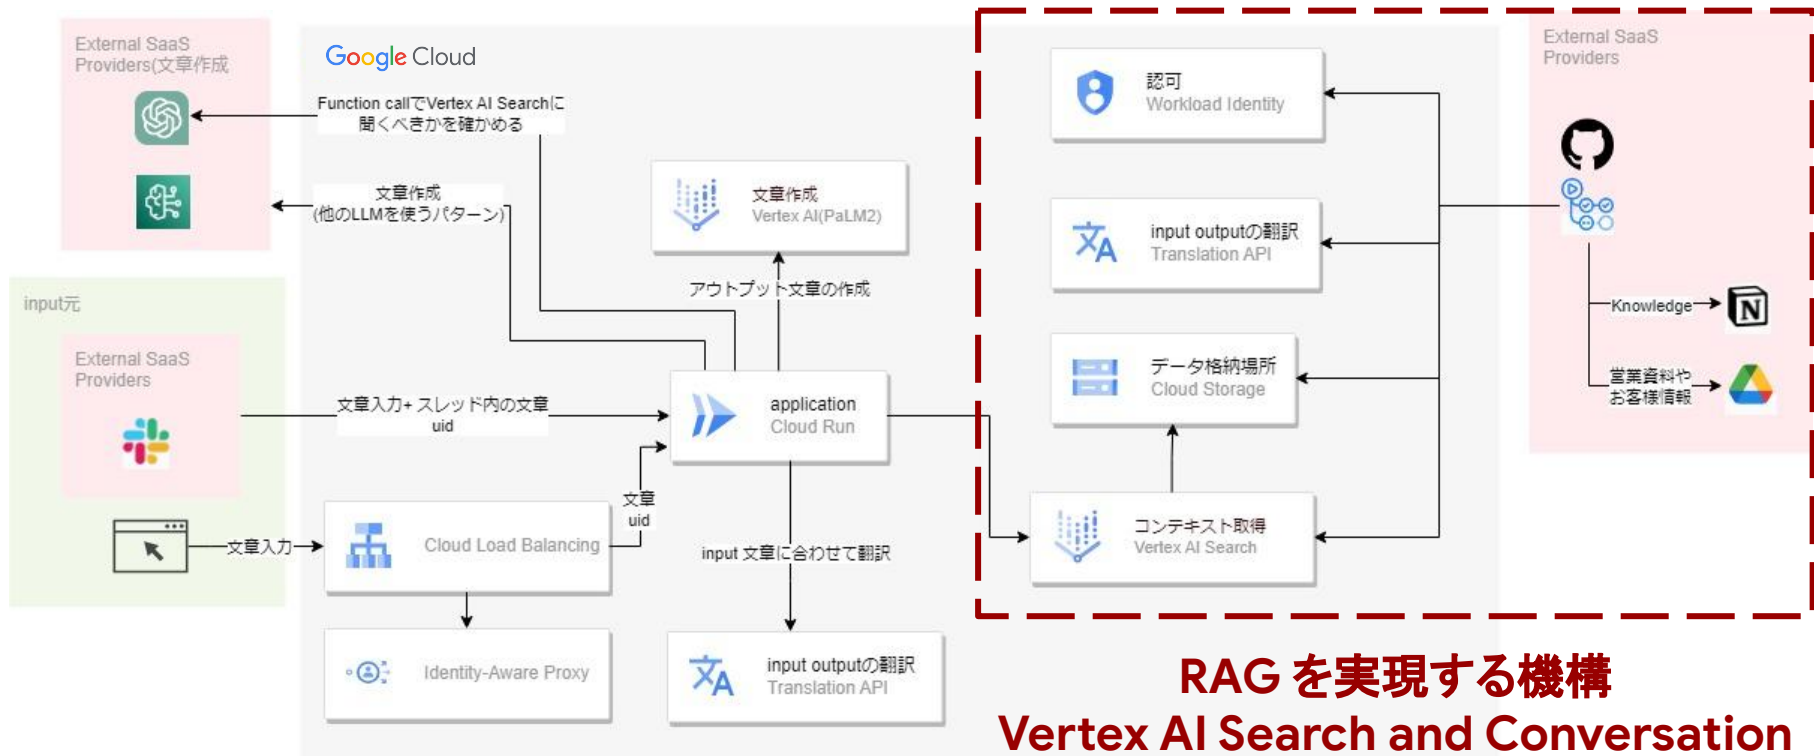 External SaaS
Providers(文章作成
Google Cloud
Function callでVertex AI Searchに
聞くべきかを確かめる
文章作成
(他のLLMを使うパターン)
文章作成
Vertex AI(PaLM2)
アウトプット文章の作成
input元
External SaaS
Providers
文章入力+ スレッド内の文章
uid
application
Cloud Run
文章
uid
文章入力
Cloud Load Balancing
Identity-Aware Proxy
input 文章に合わせて翻訳
input outputの翻訳
Translation API
認可
Workload Identity
input outputの翻訳
Translation API
データ格納場所
Cloud Storage
コンテキスト取得
Vertex AI Search
External SaaS
Providers
Knowledge
N
営業資料や
お客様情報
RAG を実現する機構
Vertex AI Search and Conversation